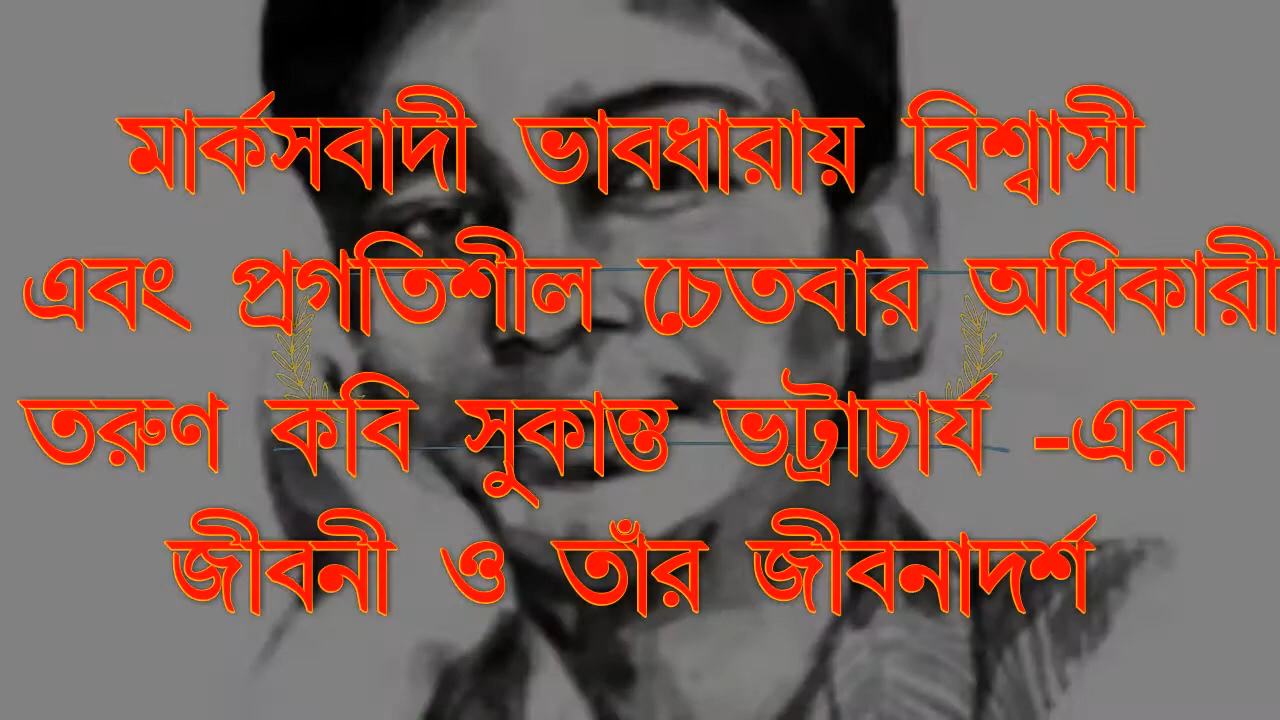 মার্কসবাদী ভাবধারায় বিশ্বাসী
এবং প্রগতিশীল চেতবার অধিকারী
তরুণ কবি সুকান্ত ভট্রাচার্য -এর
জীবনী ও তাঁর জীবনাদর্শ